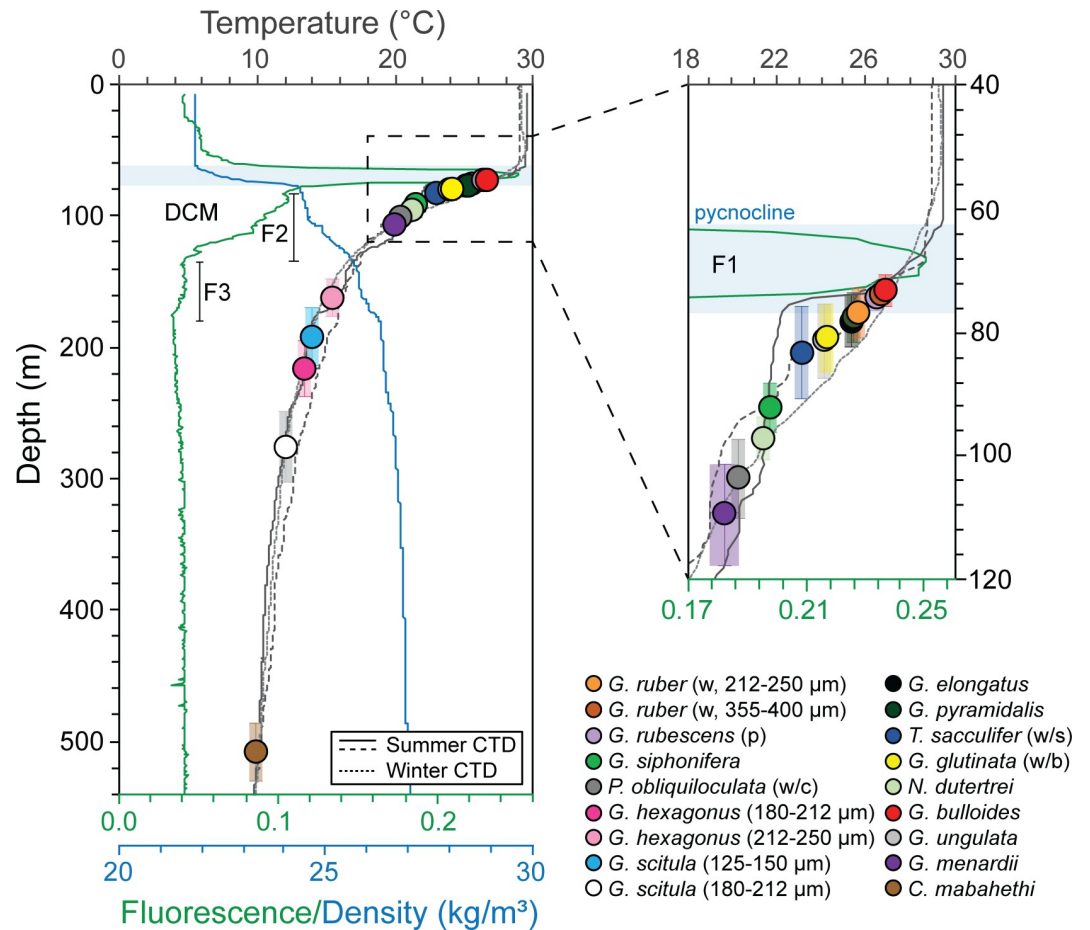 Temperature (°C)
0 10 20 30
18 22 26 30
0
100
200
300
400
500
Depth (m)
DCM
F2
F3
pycnocline
F1
40
60
80
100
120
0.17 0.21 0.25
Summer CTD
Winter CTD
0.0 0.1 0.2
20 25 30
Fluorescence/Density (kg/m³)
G. ruber (w, 212-250 µm)
G. ruber (w, 355-400 µm)
G. rubescens (p)
G. siphonifera
P. obliquiloculata (w/c)
G. hexagonus (180-212 µm)
G. hexagonus (212-250 µm)
G. scitula (125-150 µm)
G. scitula (180-212 µm)
G. elongatus
G. pyramidalis
T. sacculifer (w/s)
G. glutinata (w/b)
N. dutertrei
G. bulloides
G. ungulata
G. menardii
C. mabahethi